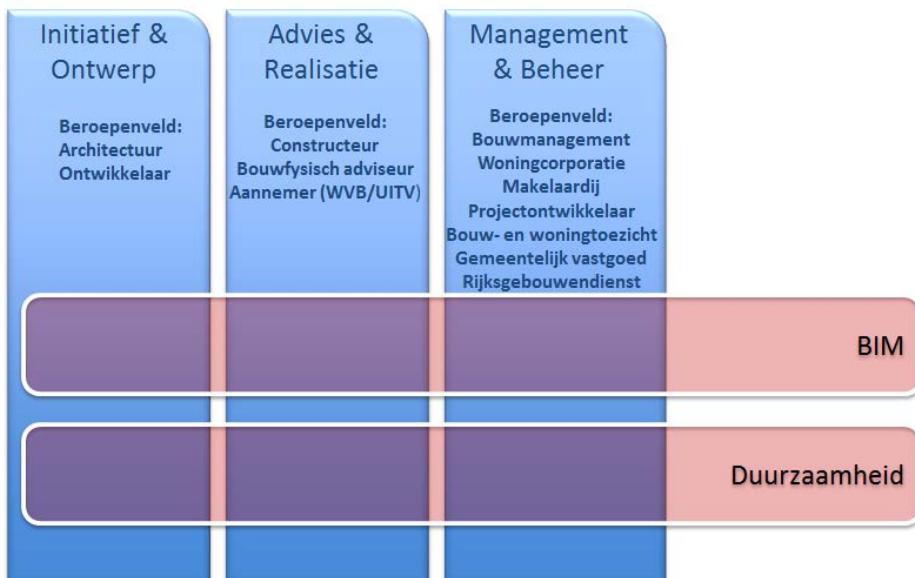 Initiatief &
Ontwerp
Beroepenveld:
Architectuur
Ontwikkelaar
Advies &
Realisatie
Beroepenveld:
Constructeur
Bouwfysisch adviseur
Aannemer (WVB/UITV)
Management
& Beheer
Beroepenveld:
Bouwmanagement
Woningcorporatie
Makelaardij
Projectontwikkelaar
Bouw- en woningtoezicht
Gemeentelijk vastgoed
Rijksgebouwendienst
BIM
Duurzaamheid